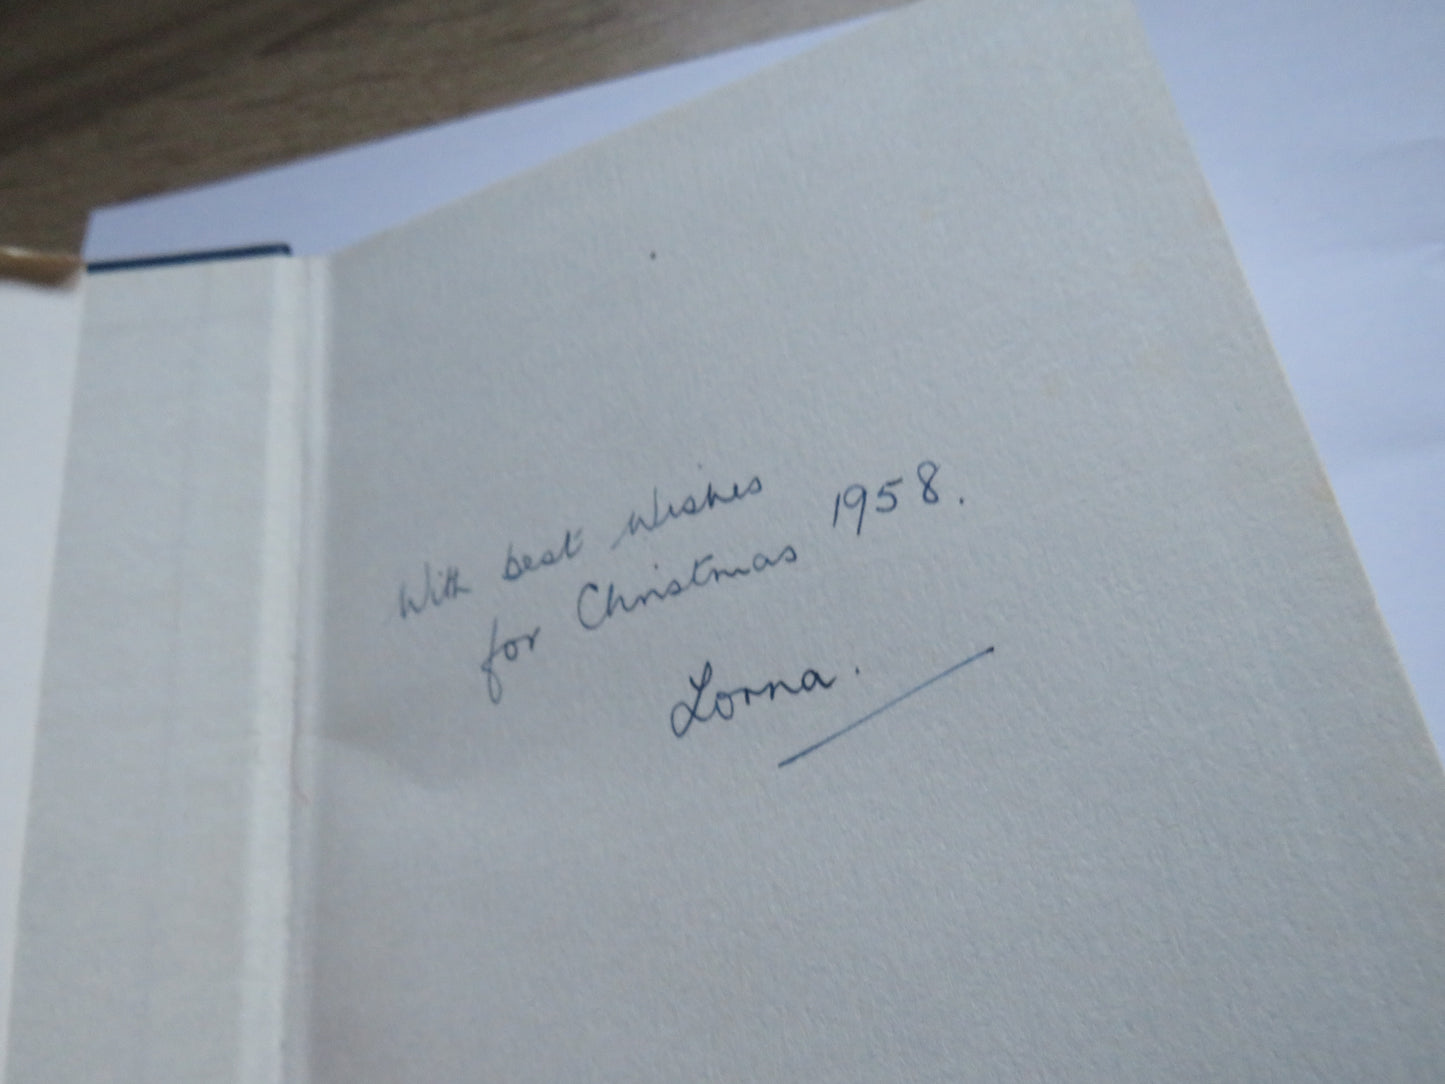 With best Wishes
for Christmas 1958.
Lorna.